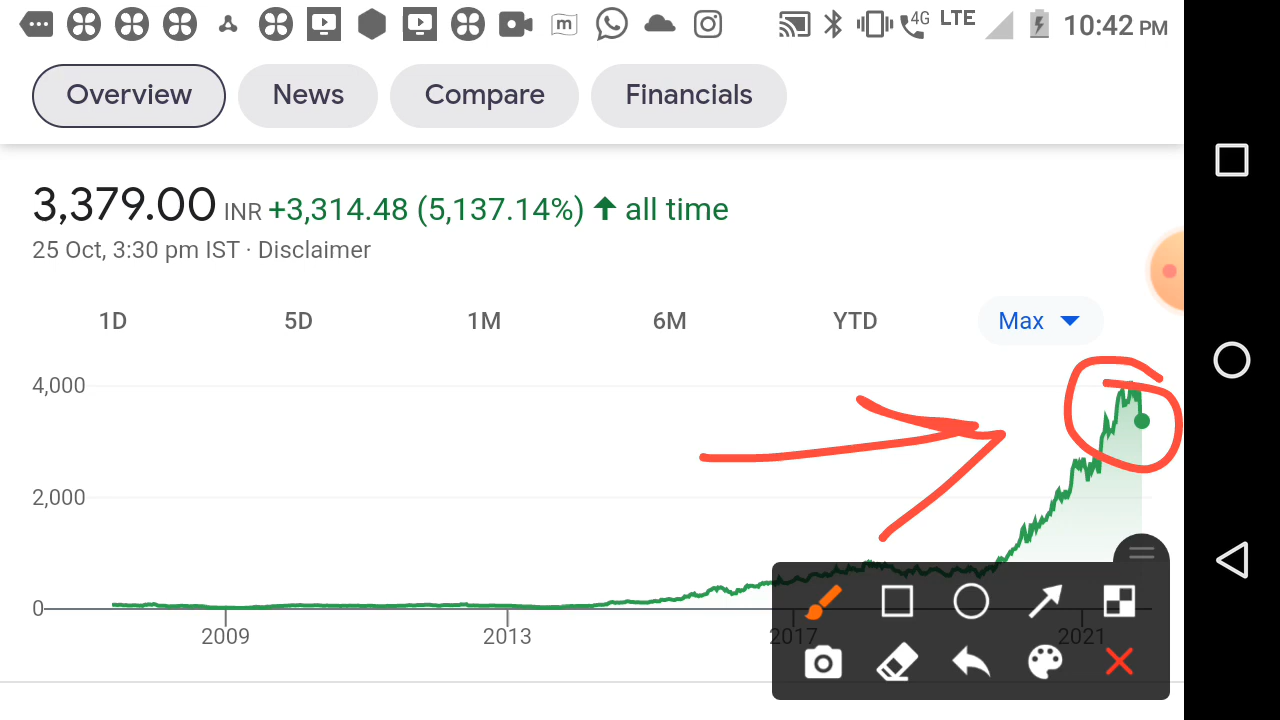 4G LTE 10:42 PM
Overview News Compare Financials
3,379.00 INR +3,314.48 (5,137.14%) ↑ all time
25 Oct, 3:30 pm IST · Disclaimer
1D 5D 1M 6M YTD Max
4,000
2,000
0
2009 2013 2017 2021